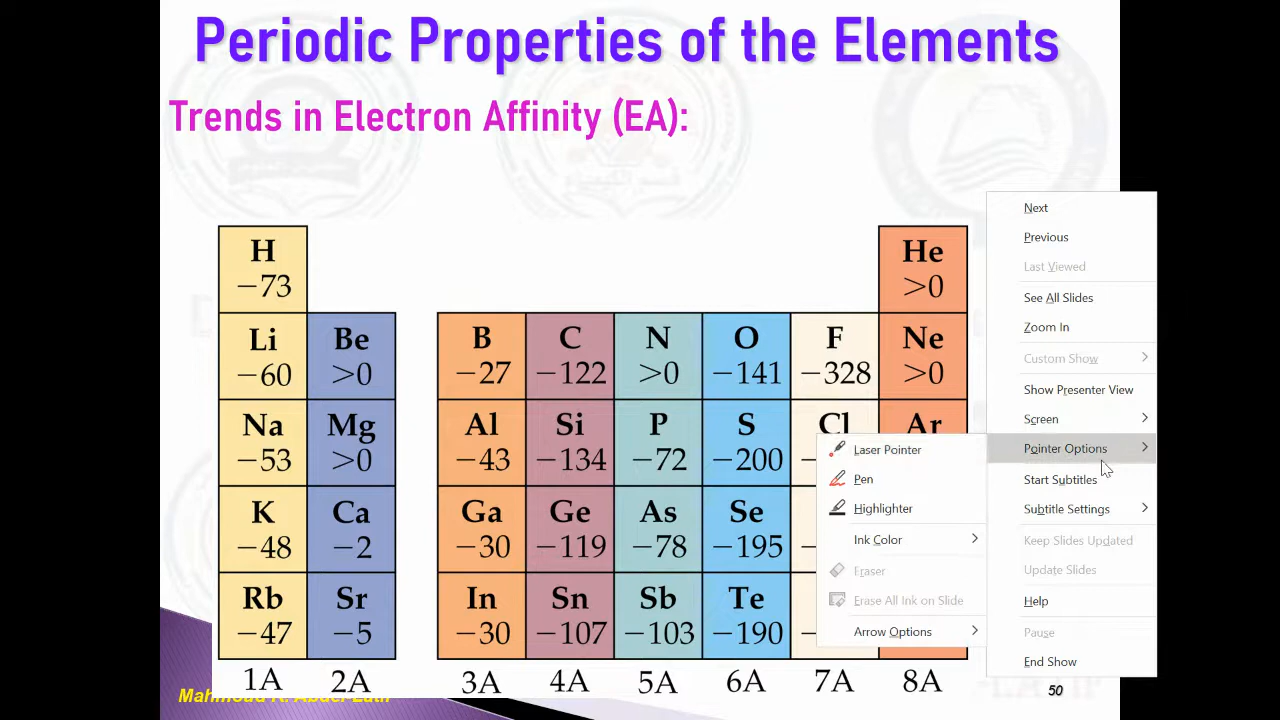 Periodic Properties of the Elements
Trends in Electron Affinity (EA):
H He
−73 >0
Li Be B C N O F Ne
−60 >0 −27 −122 >0 −141 −328 >0
Na Mg Al Si P S Cl Ar
−53 >0 −43 −134 −72 −200
K Ca Ga Ge As Se
−48 −2 −30 −119 −78 −195
Rb Sr In Sn Sb Te
−47 −5 −30 −107 −103 −190
1A 2A 3A 4A 5A 6A 7A 8A
50
Next
Previous
Last Viewed
See All Slides
Zoom In
Custom Show
Show Presenter View
Screen
Pointer Options
Start Subtitles
Subtitle Settings
Keep Slides Updated
Update Slides
Help
Pause
End Show
Laser Pointer
Pen
Highlighter
Ink Color
Eraser
Erase All Ink on Slide
Arrow Options